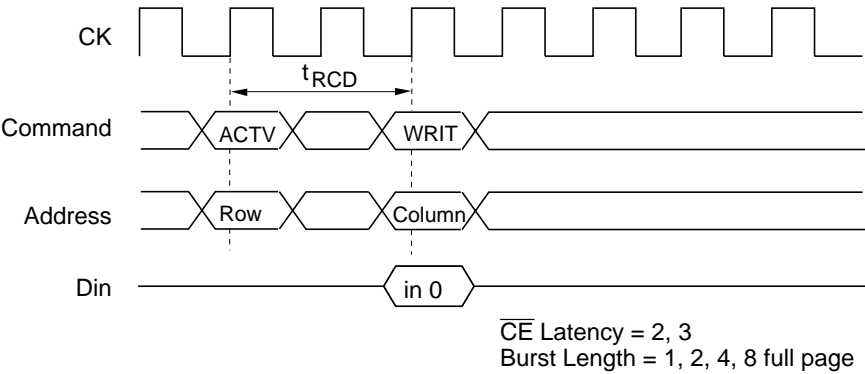 CK
tRCD
Command ACTV WRIT
Address Row Column
Din in 0
CE Latency = 2, 3
Burst Length = 1, 2, 4, 8 full page